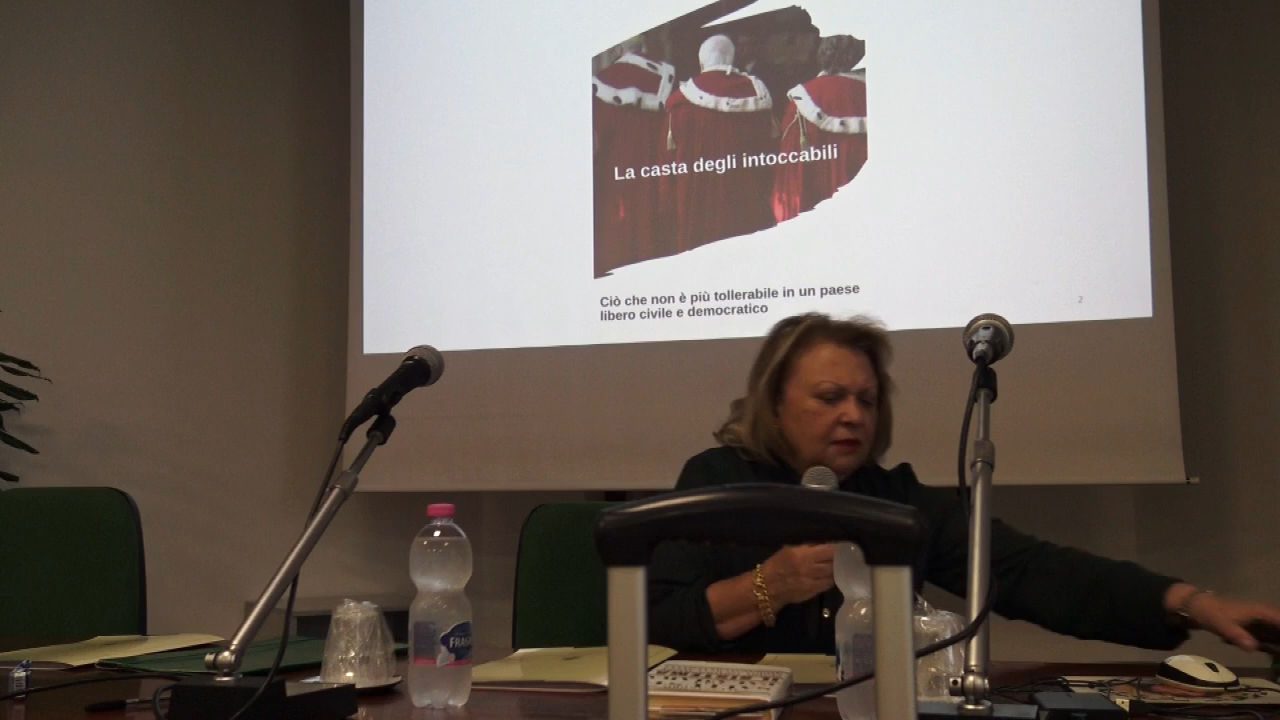 La casta degli intoccabili
Ciò che non è più tollerabile in un paese
libero civile e democratico
2